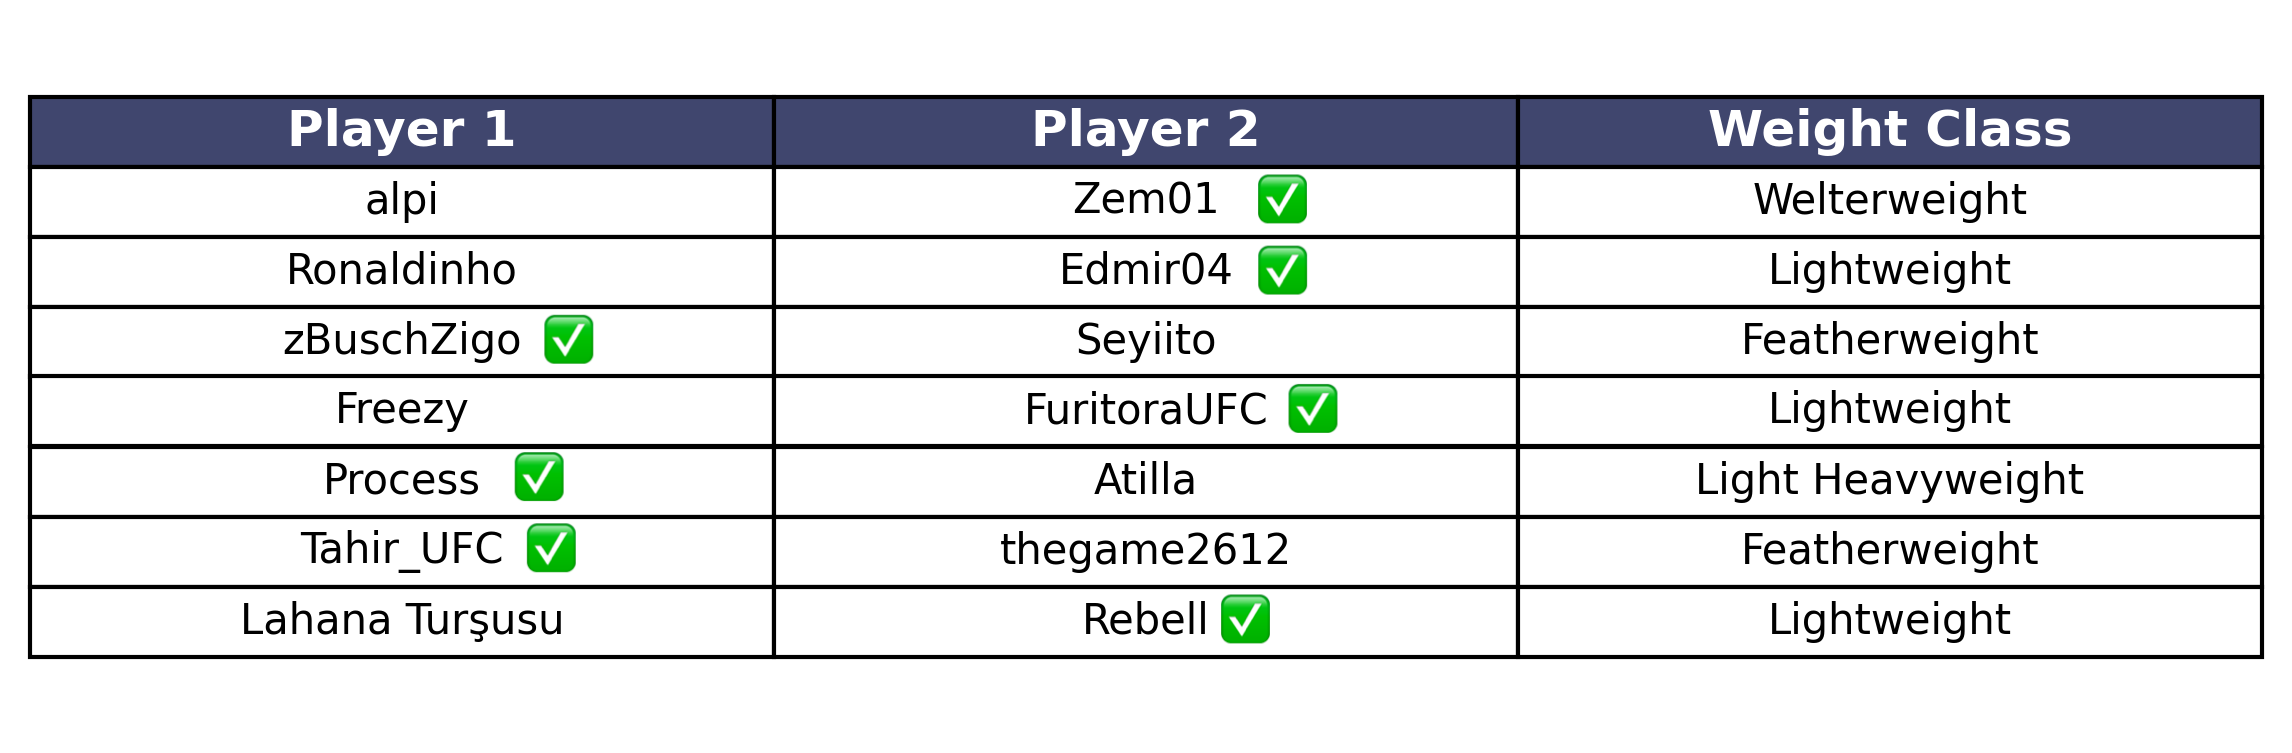 Player 1 Player 2 Weight Class
alpi Zem01 ✅ Welterweight
Ronaldinho Edmir04 ✅ Lightweight
zBuschZigo ✅ Seyiito Featherweight
Freezy FuritoraUFC ✅ Lightweight
Process ✅ Atilla Light Heavyweight
Tahir_UFC ✅ thegame2612 Featherweight
Lahana Turşusu Rebell ✅ Lightweight